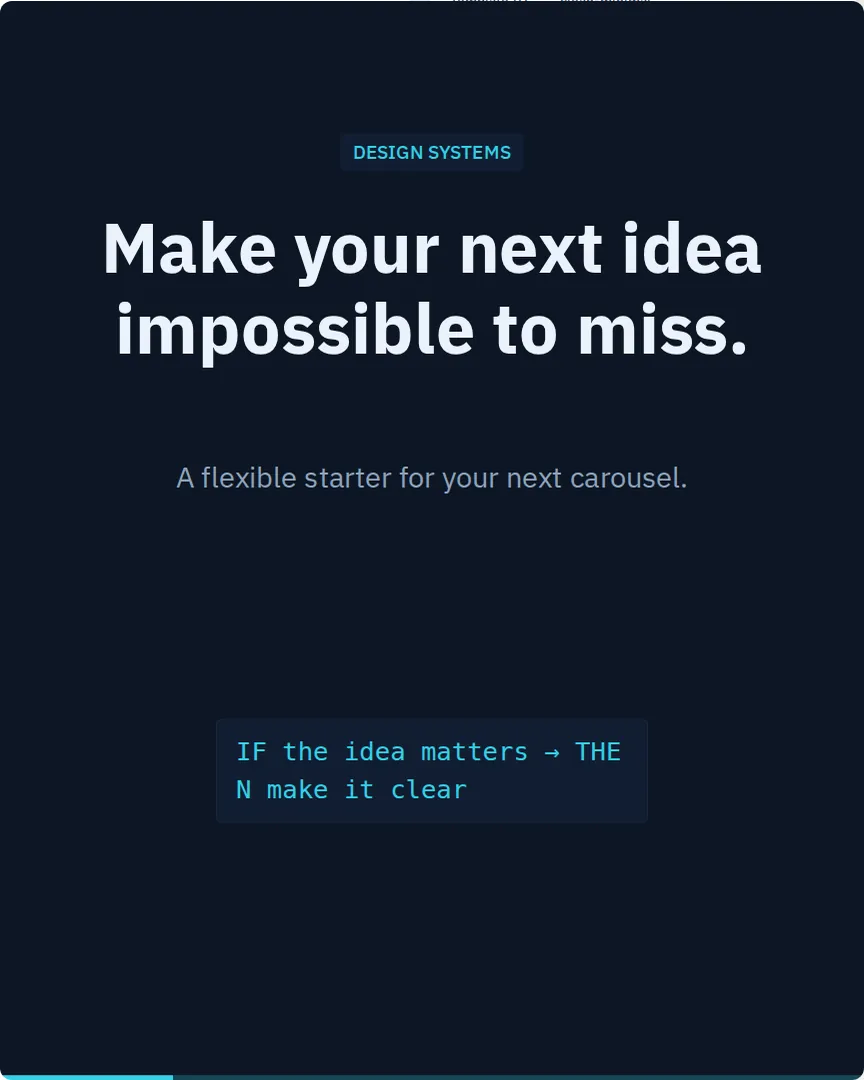 DESIGN SYSTEMS
Make your next idea
impossible to miss.
A flexible starter for your next carousel.
IF the idea matters → THE
N make it clear